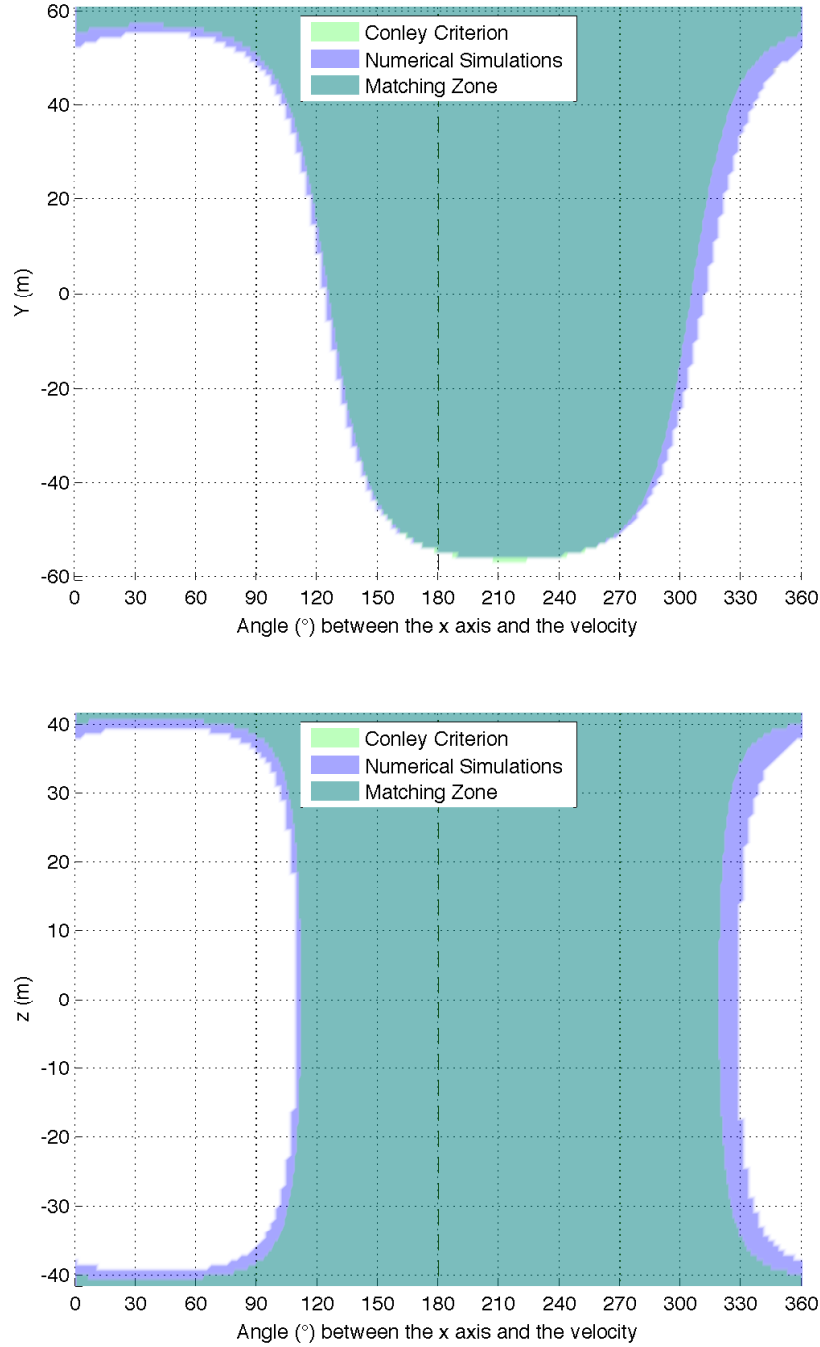 60
40
20
0
-20
-40
-60
Y (m)
Conley Criterion
Numerical Simulations
Matching Zone
0 30 60 90 120 150 180 210 240 270 300 330 360
Angle (°) between the x axis and the velocity
40
30
20
10
0
-10
-20
-30
-40
z (m)
Conley Criterion
Numerical Simulations
Matching Zone
0 30 60 90 120 150 180 210 240 270 300 330 360
Angle (°) between the x axis and the velocity